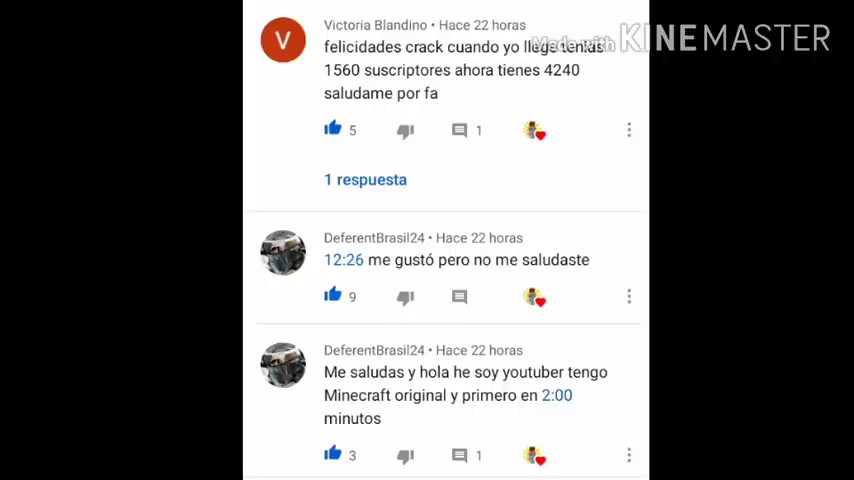 Victoria Blandino • Hace 22 horas
felicidades crack cuando yo llege tenias
Made with KINEMASTER
1560 suscriptores ahora tienes 4240
saludame por fa
5
1
1 respuesta
DeferentBrasil24 • Hace 22 horas
12:26 me gustó pero no me saludaste
9
DeferentBrasil24 • Hace 22 horas
Me saludas y hola he soy youtuber tengo
Minecraft original y primero en 2:00
minutos
3
1
V